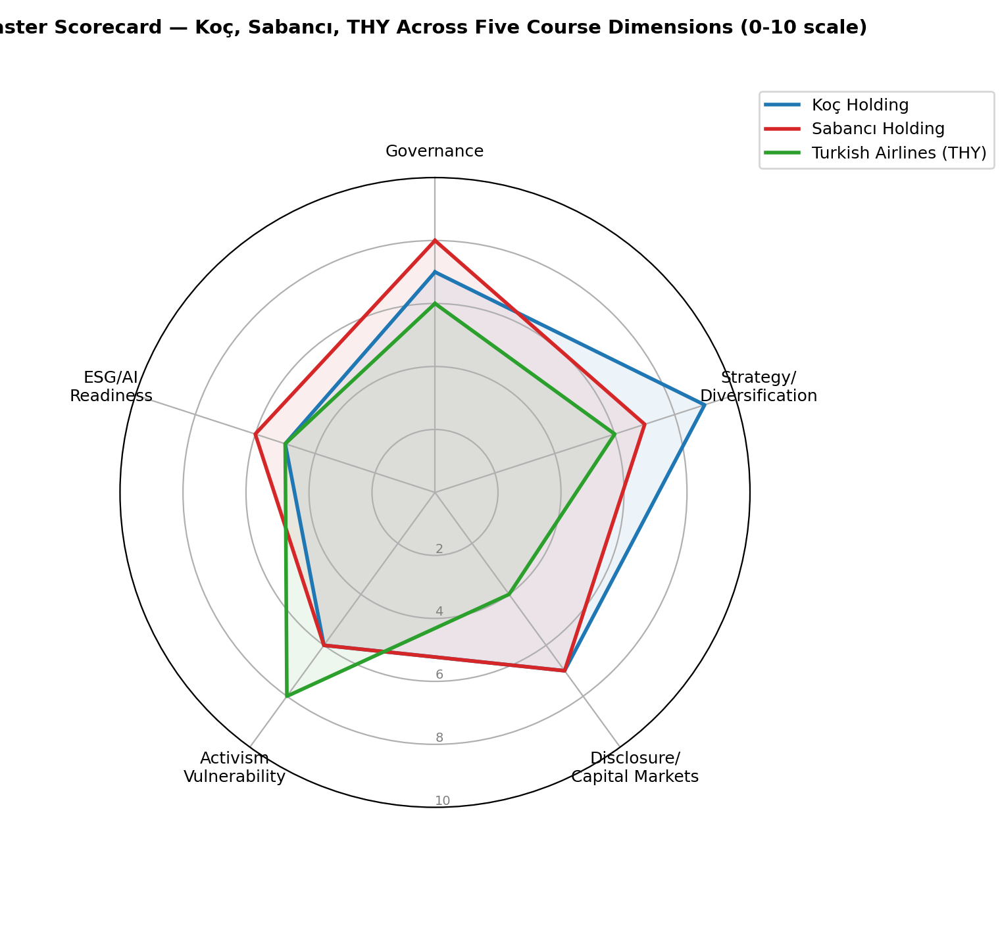 Scorecard — Koç, Sabancı, THY Across Five Course Dimensions (0-10 scale)
Koç Holding
Sabancı Holding
Turkish Airlines (THY)
Governance
ESG/AI
Readiness
Strategy/
Diversification
2
4
6
8
10
Activism
Vulnerability
Disclosure/
Capital Markets